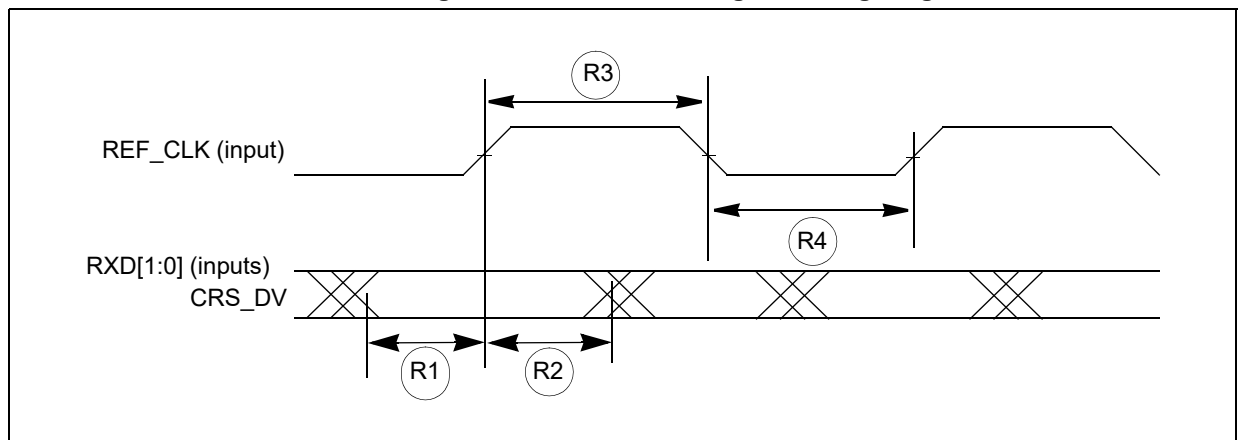 R3
REF_CLK (input)
R4
RXD[1:0] (inputs)
CRS_DV
R1
R2